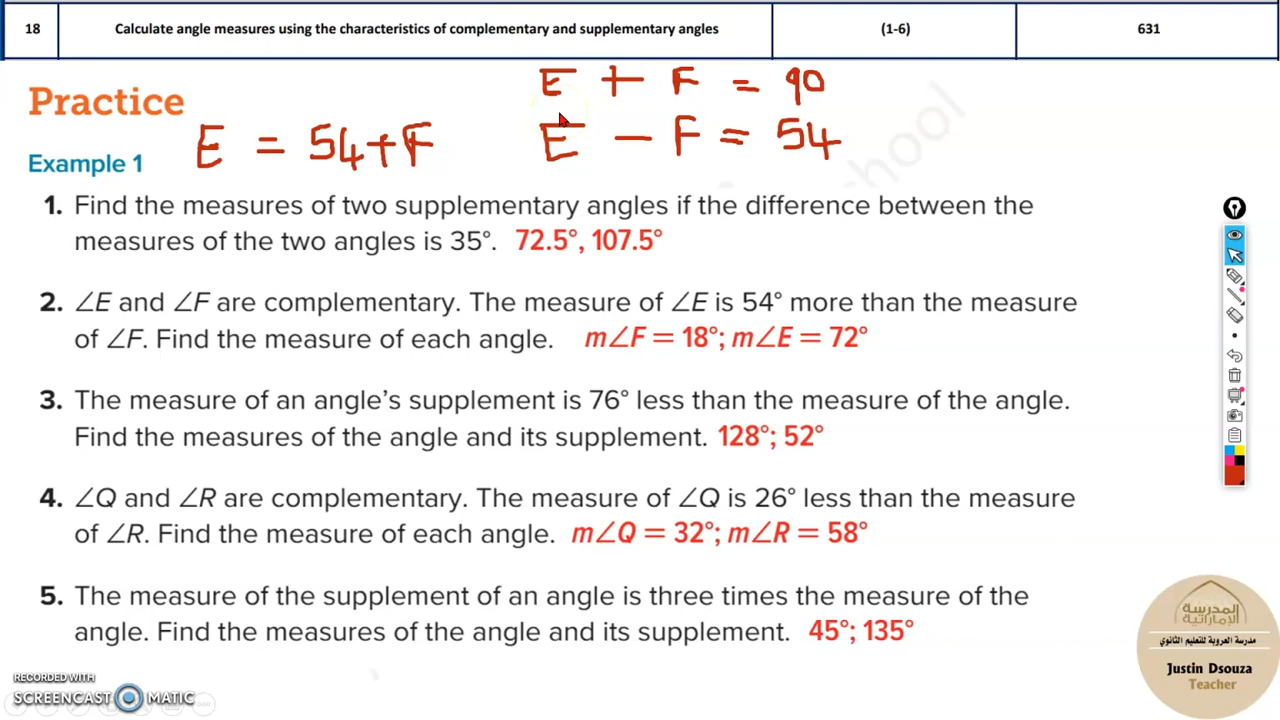 18 Calculate angle measures using the characteristics of complementary and supplementary angles (1-6) 631
E + F = 90
Practice
E = 54+F E − F = 54
Example 1
1. Find the measures of two supplementary angles if the difference between the
measures of the two angles is 35°. 72.5°, 107.5°
2. ∠E and ∠F are complementary. The measure of ∠E is 54° more than the measure
of ∠F. Find the measure of each angle. m∠F = 18°; m∠E = 72°
3. The measure of an angle’s supplement is 76° less than the measure of the angle.
Find the measures of the angle and its supplement. 128°; 52°
4. ∠Q and ∠R are complementary. The measure of ∠Q is 26° less than the measure
of ∠R. Find the measure of each angle. m∠Q = 32°; m∠R = 58°
5. The measure of the supplement of an angle is three times the measure of the
angle. Find the measures of the angle and its supplement. 45°; 135°
المدرسة
الإماراتية
مدرسة العروبة للتعليم الثانوي
Justin Dsouza
Teacher
RECORDED WITH
SCREENCAST MATIC